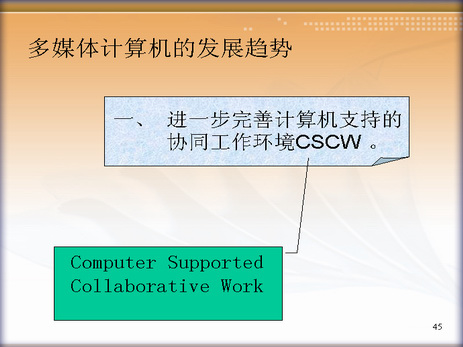 多媒体计算机的发展趋势
一、 进一步完善计算机支持的
协同工作环境CSCW 。
Computer Supported
Collaborative Work
45